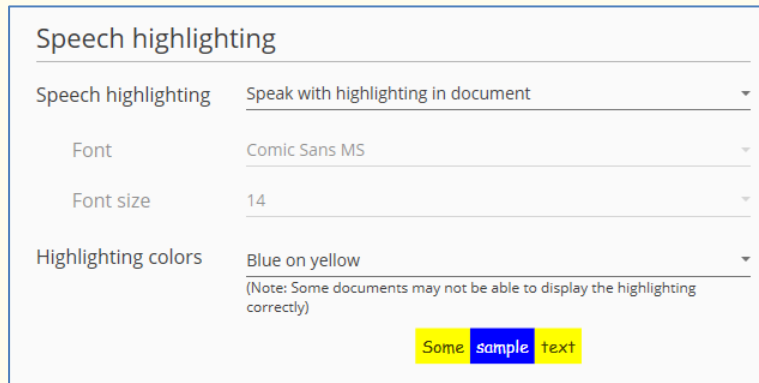 Speech highlighting
Speech highlighting Speak with highlighting in document
Font Comic Sans MS
Font size 14
Highlighting colors Blue on yellow
(Note: Some documents may not be able to display the highlighting
correctly)
Some sample text